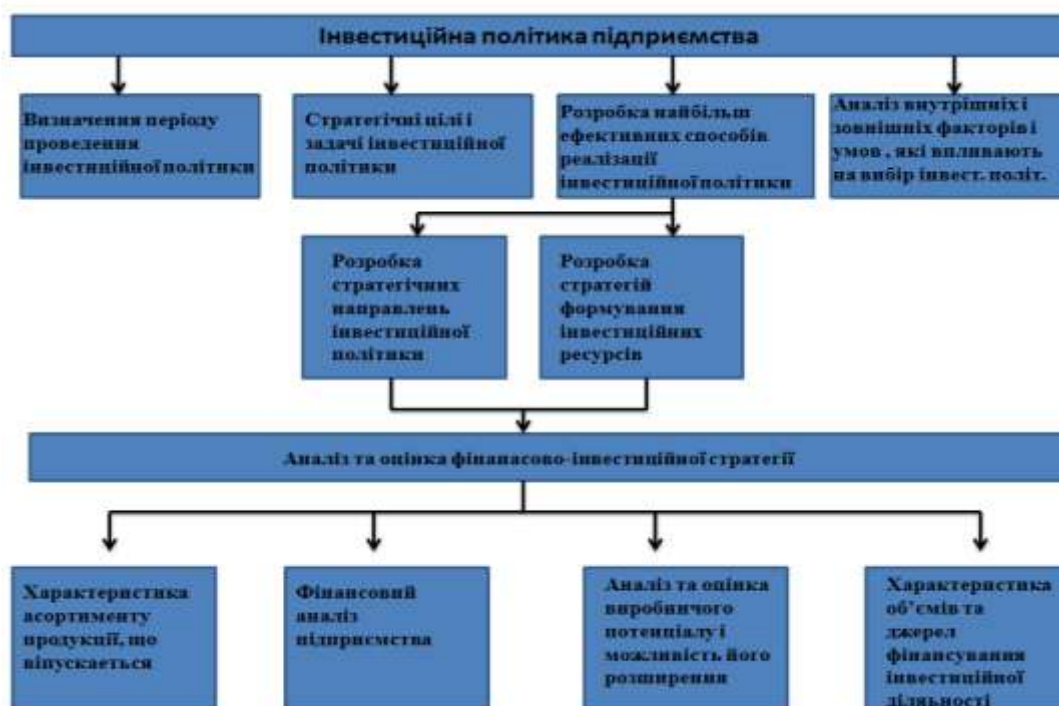 Інвестиційна політика підприємства
Визначення періоду
проведення
інвестиційної політики
Стратегічні цілі і
задачі інвестиційної
політики
Розробка найбільш
ефективних способів
реалізації
інвестиційної політики
Аналіз внутрішніх і
зовнішніх факторів і
умов , які впливають
на вибір інвест. політ.
Розробка
стратегічних
направлень
інвестиційної
політики
Розробка
стратегій
формування
інвестиційних
ресурсів
Аналіз та оцінка фінанасово-інвестиційної стратегії
Характеристика
асортименту
продукції, що
віпускається
Фінансовий
аналіз
підприємства
Аналіз та оцінка
виробничого
потенціалу і
можливість його
розширення
Характеристика
об’ємів та
джерел
фінансування
інвестиційної
діляьності